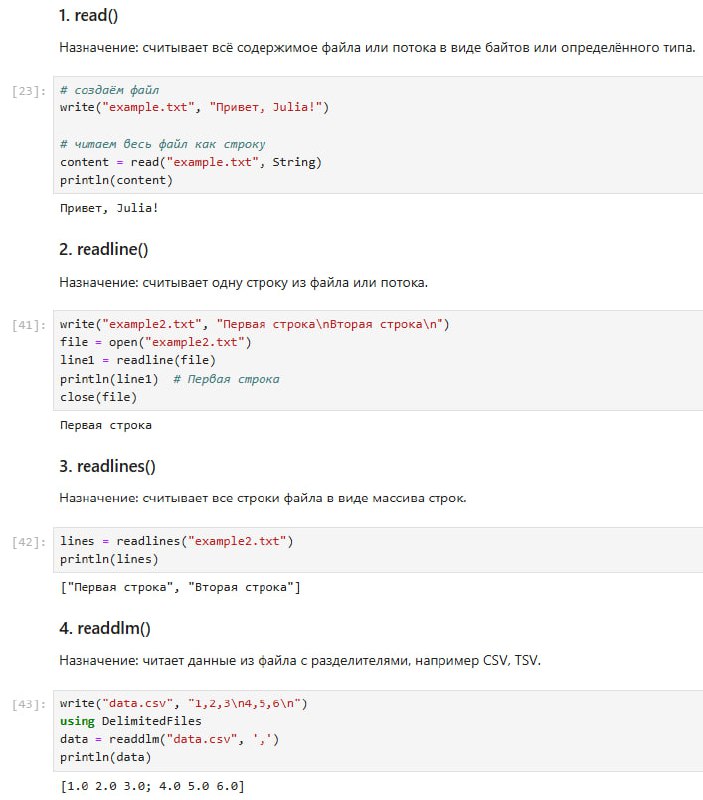 1. read()
Назначение: считывает всё содержимое файла или потока в виде байтов или определённого типа.
[23]:
# создаём файл
write("example.txt", "Привет, Julia!")
# читаем весь файл как строку
content = read("example.txt", String)
println(content)
Привет, Julia!
2. readline()
Назначение: считывает одну строку из файла или потока.
[41]:
write("example2.txt", "Первая строка\nВторая строка\n")
file = open("example2.txt")
line1 = readline(file)
println(line1)  # Первая строка
close(file)
Первая строка
3. readlines()
Назначение: считывает все строки файла в виде массива строк.
[42]:
lines = readlines("example2.txt")
println(lines)
["Первая строка", "Вторая строка"]
4. readdlm()
Назначение: читает данные из файла с разделителями, например CSV, TSV.
[43]:
write("data.csv", "1,2,3\n4,5,6\n")
using DelimitedFiles
data = readdlm("data.csv", ',')
println(data)
[1.0 2.0 3.0; 4.0 5.0 6.0]